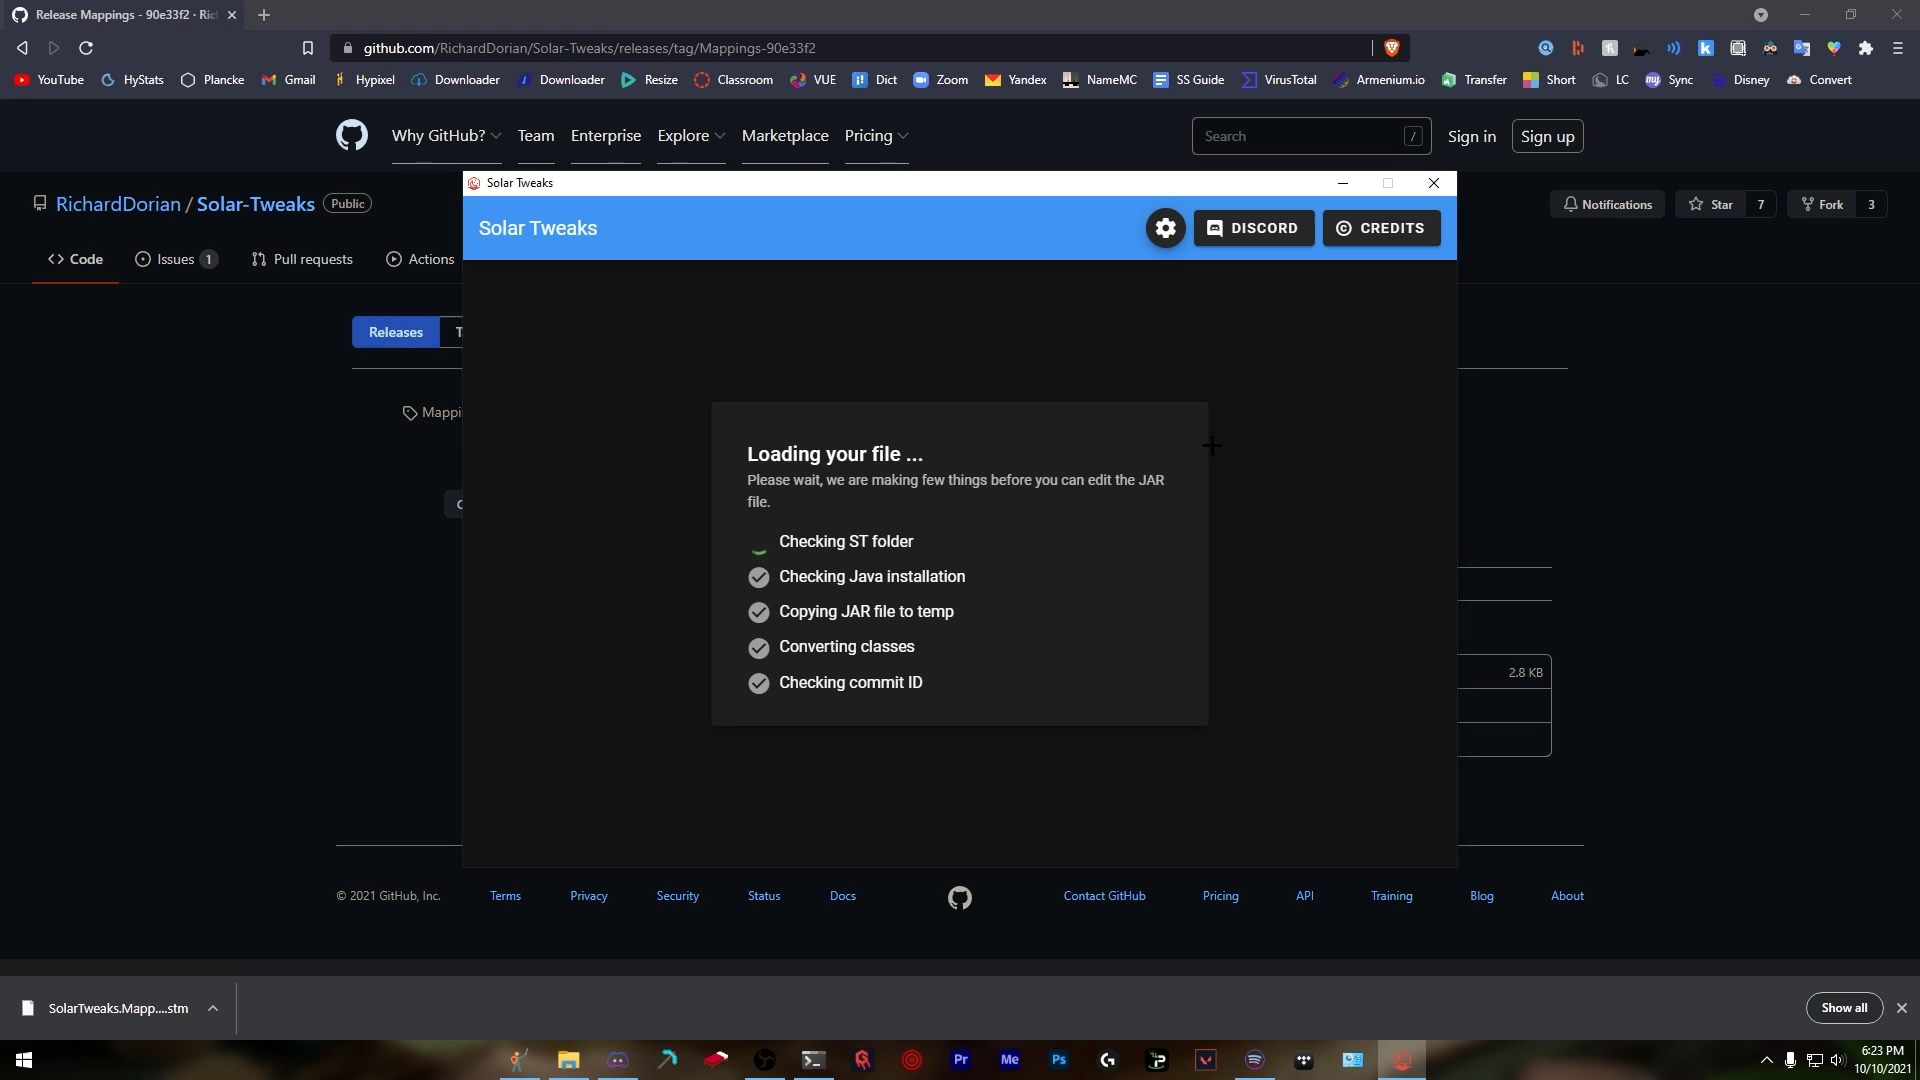 Release Mappings - 90e33f2 · Ric
github.com/RichardDorian/Solar-Tweaks/releases/tag/Mappings-90e33f2
YouTube HyStats Plancke Gmail Hypixel Downloader Downloader Resize Classroom VUE Dict Zoom Yandex NameMC SS Guide VirusTotal Armenium.io Transfer Short LC Sync Disney Convert
Why GitHub? Team Enterprise Explore Marketplace Pricing Search / Sign in Sign up
RichardDorian / Solar-Tweaks Public
Notifications Star 7 Fork 3
Code Issues 1 Pull requests Actions
Solar Tweaks
Solar Tweaks DISCORD CREDITS
Releases T
Mappi
Loading your file ...
Please wait, we are making few things before you can edit the JAR
file.
Checking ST folder
Checking Java installation
Copying JAR file to temp
Converting classes
Checking commit ID
2.8 KB
© 2021 GitHub, Inc. Terms Privacy Security Status Docs Contact GitHub Pricing API Training Blog About
SolarTweaks.Mapp....stm
Show all
Pr Me Ps
6:23 PM
10/10/2021